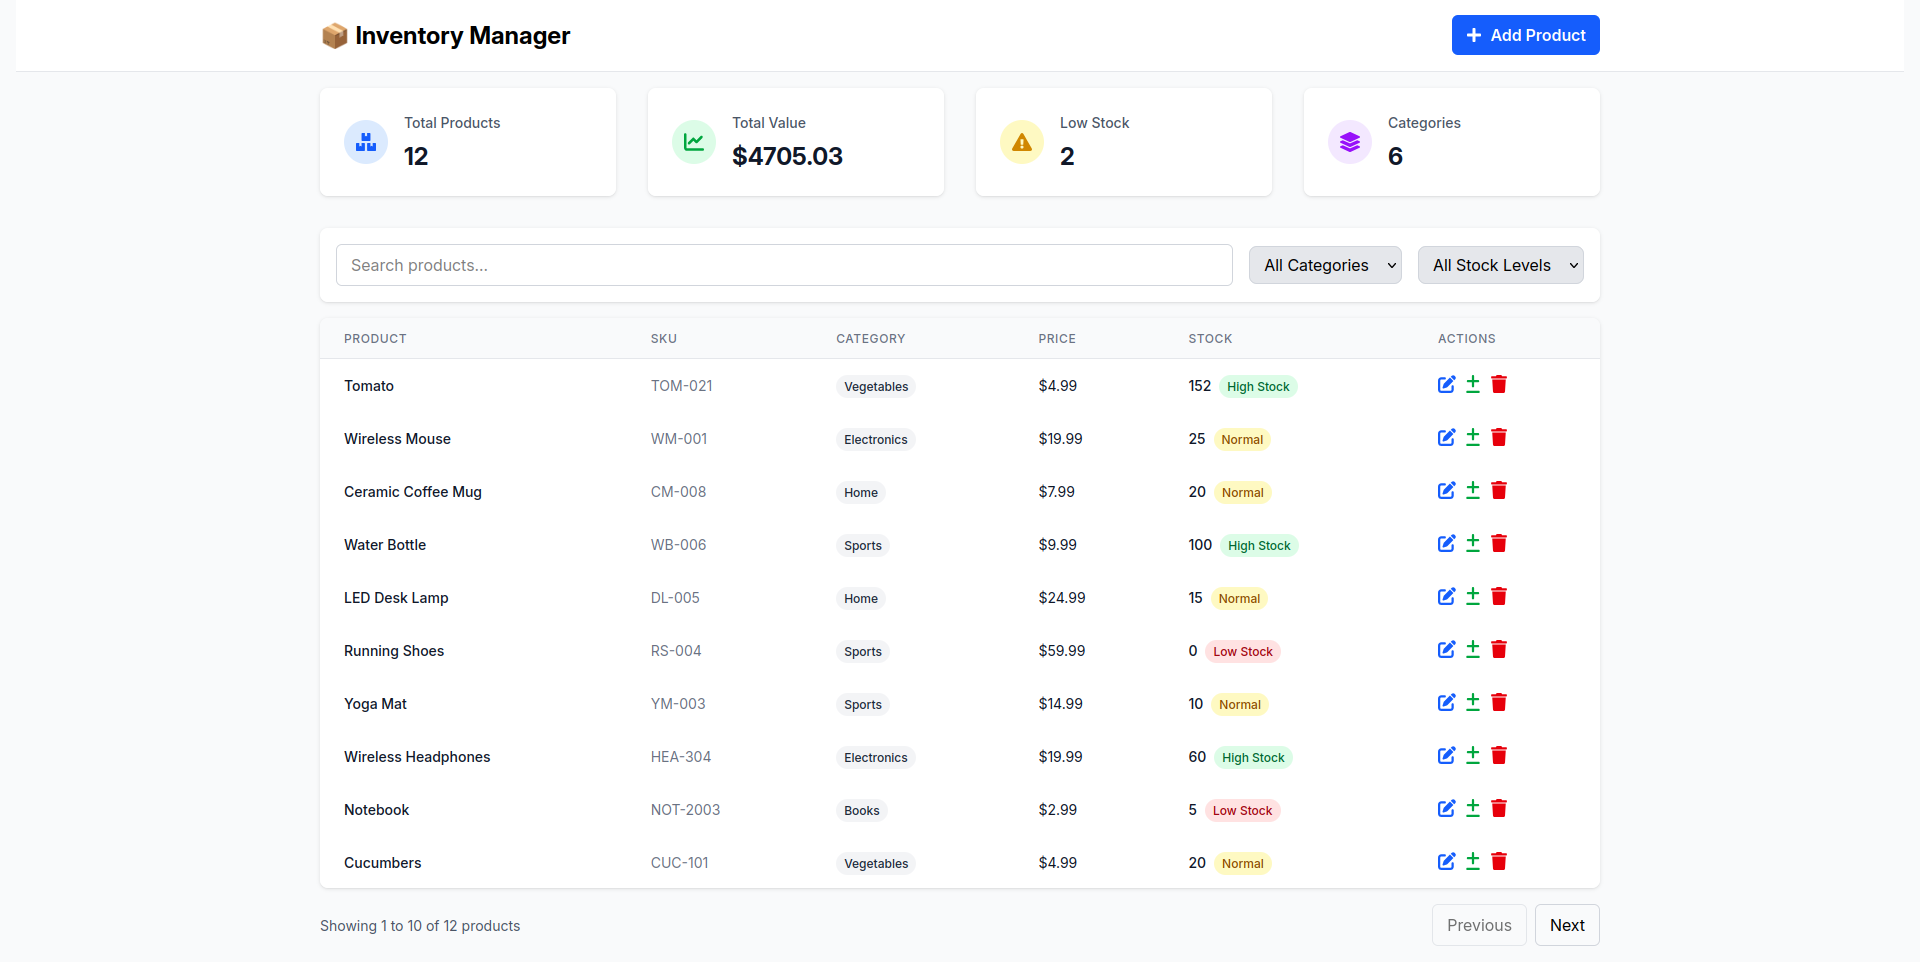 📦 Inventory Manager
Add Product
Total Products
12
Total Value
$4705.03
Low Stock
2
Categories
6
Search products...
All Categories
All Stock Levels
PRODUCT SKU CATEGORY PRICE STOCK ACTIONS
Tomato TOM-021 Vegetables $4.99 152 High Stock
Wireless Mouse WM-001 Electronics $19.99 25 Normal
Ceramic Coffee Mug CM-008 Home $7.99 20 Normal
Water Bottle WB-006 Sports $9.99 100 High Stock
LED Desk Lamp DL-005 Home $24.99 15 Normal
Running Shoes RS-004 Sports $59.99 0 Low Stock
Yoga Mat YM-003 Sports $14.99 10 Normal
Wireless Headphones HEA-304 Electronics $19.99 60 High Stock
Notebook NOT-2003 Books $2.99 5 Low Stock
Cucumbers CUC-101 Vegetables $4.99 20 Normal
Showing 1 to 10 of 12 products
Previous
Next